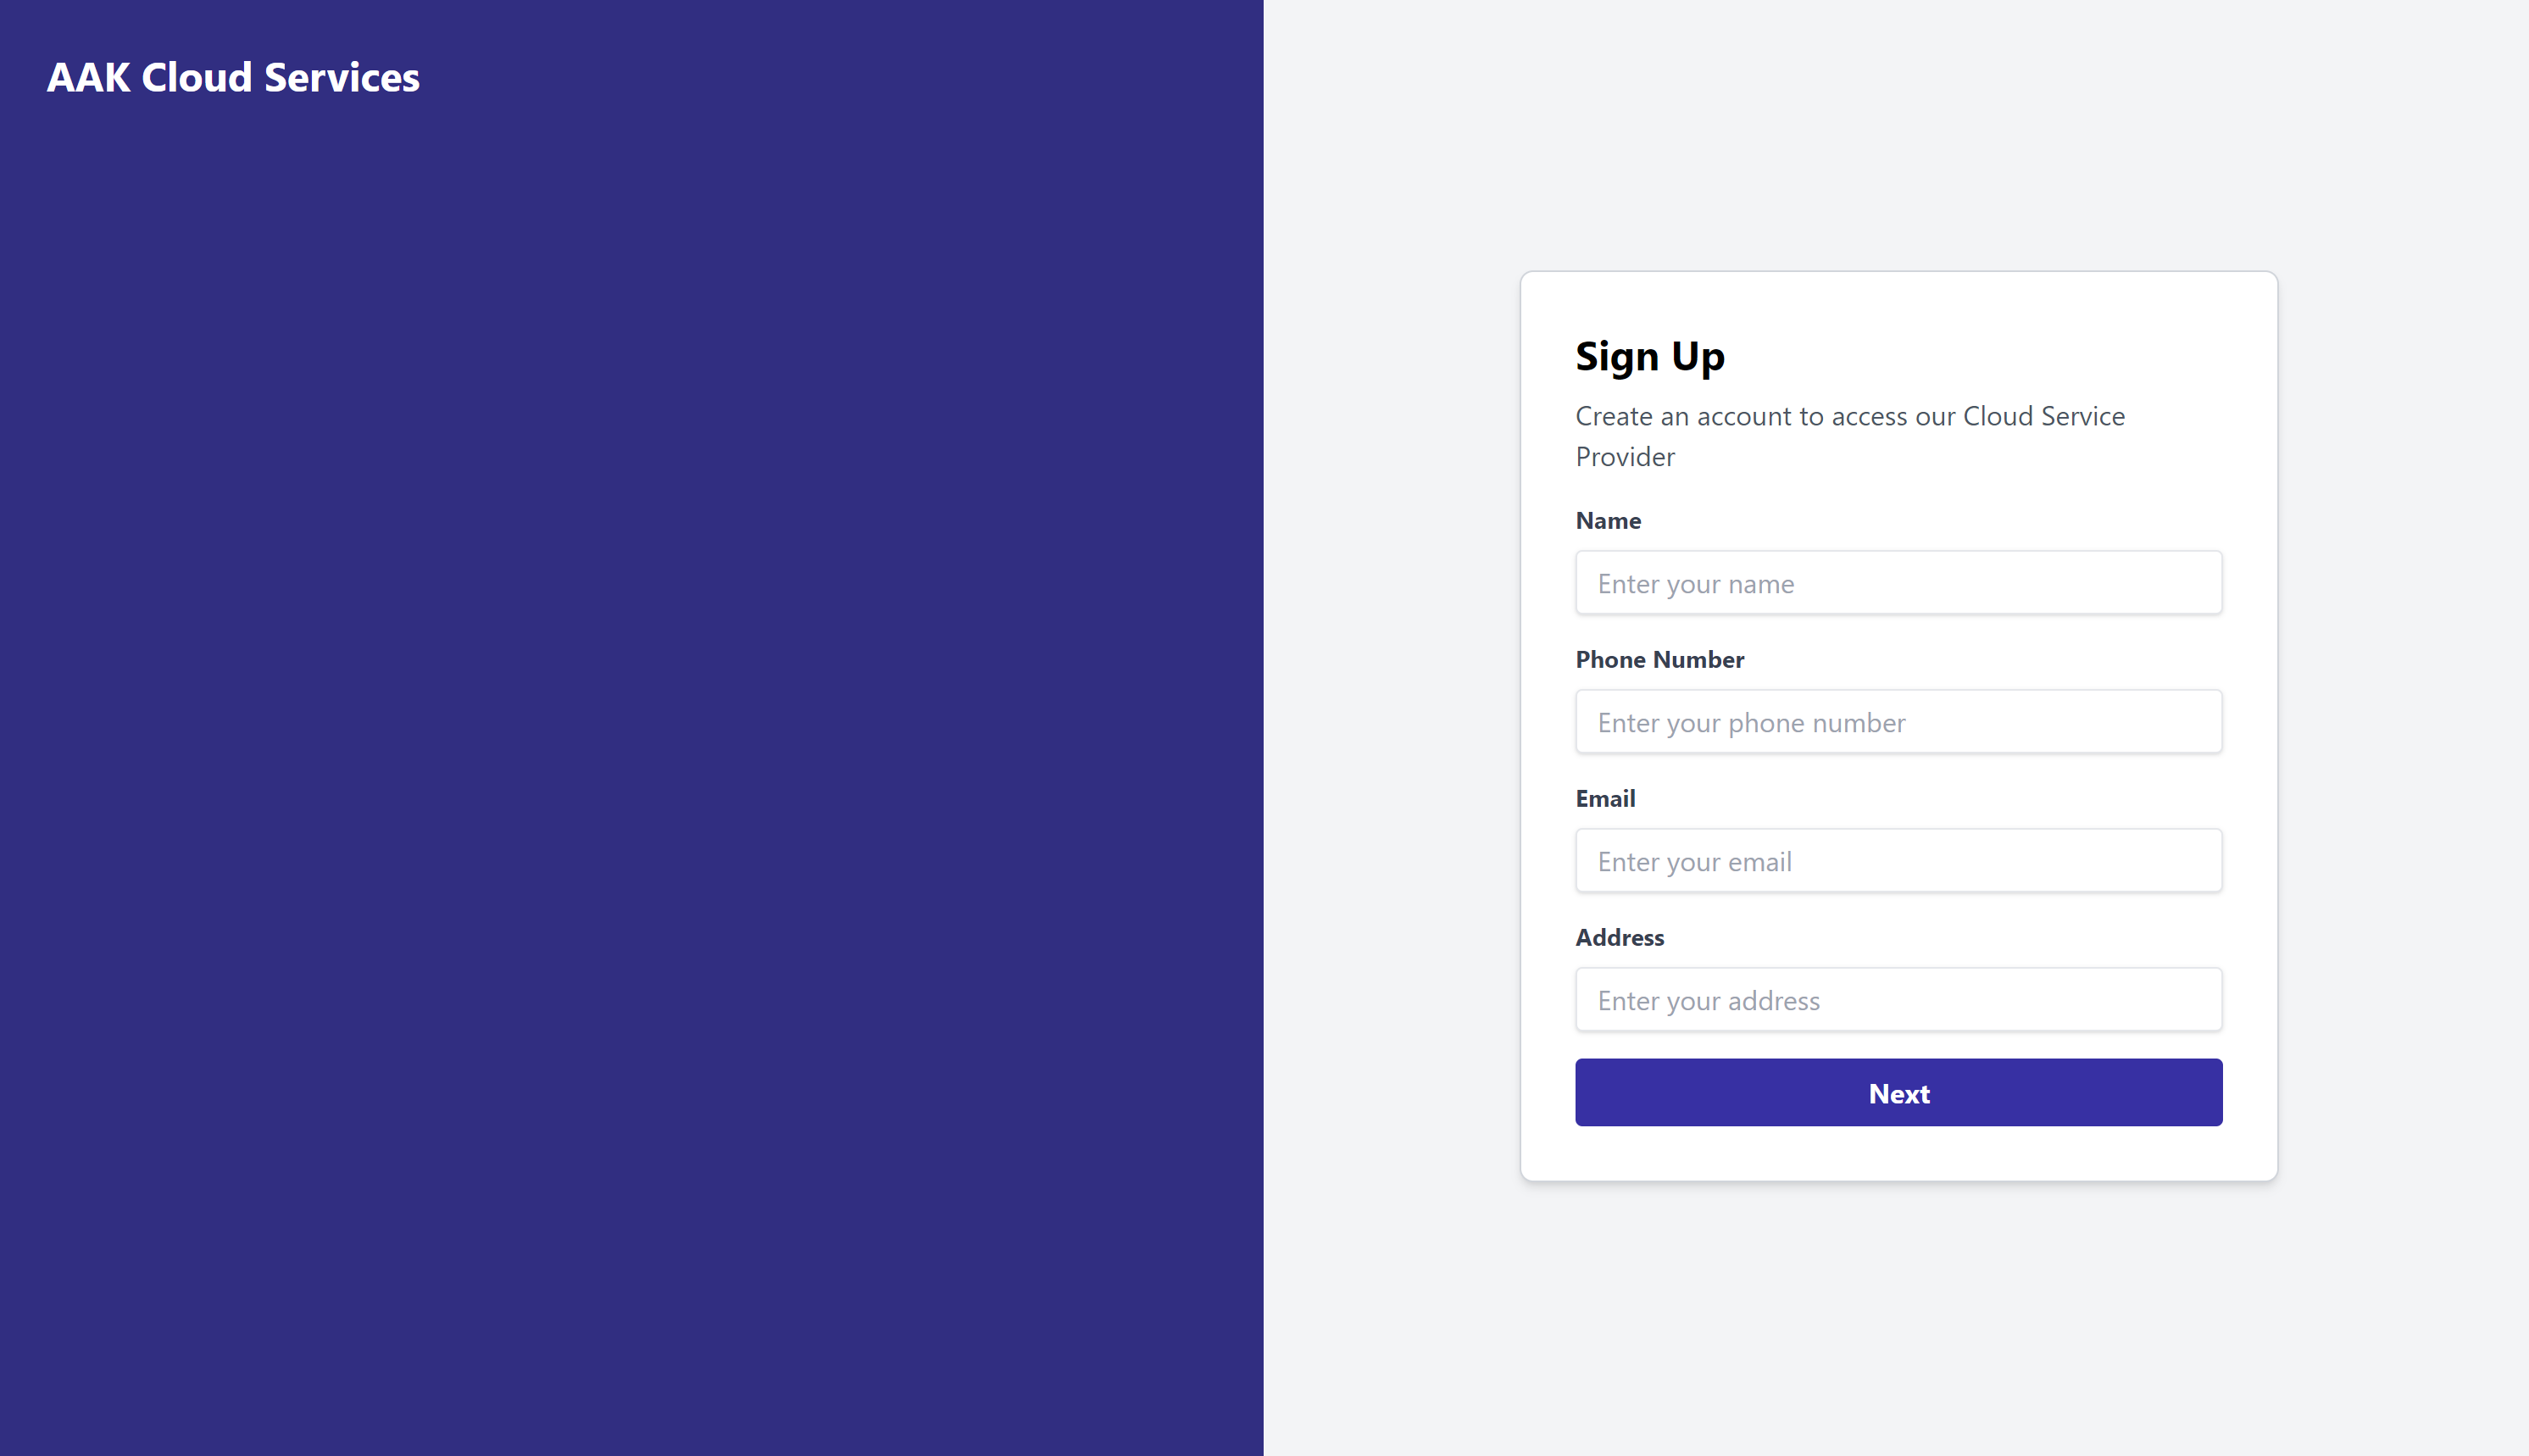 AAK Cloud Services
Sign Up
Create an account to access our Cloud Service
Provider
Name
Enter your name
Phone Number
Enter your phone number
Email
Enter your email
Address
Enter your address
Next